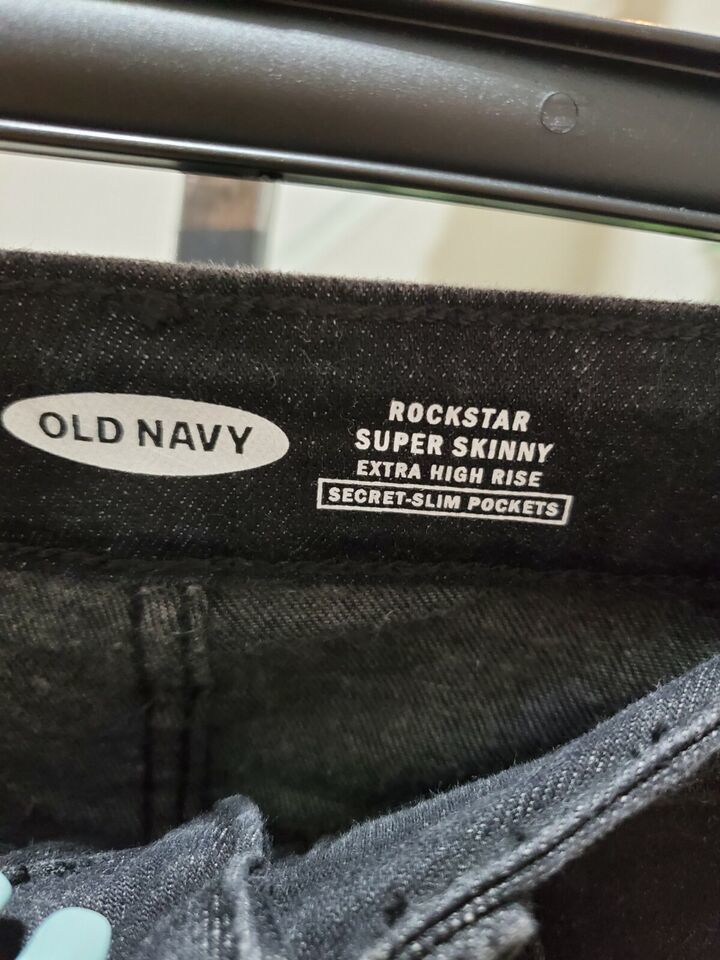 OLD NAVY
ROCKSTAR
SUPER SKINNY
EXTRA HIGH RISE
SECRET-SLIM POCKETS